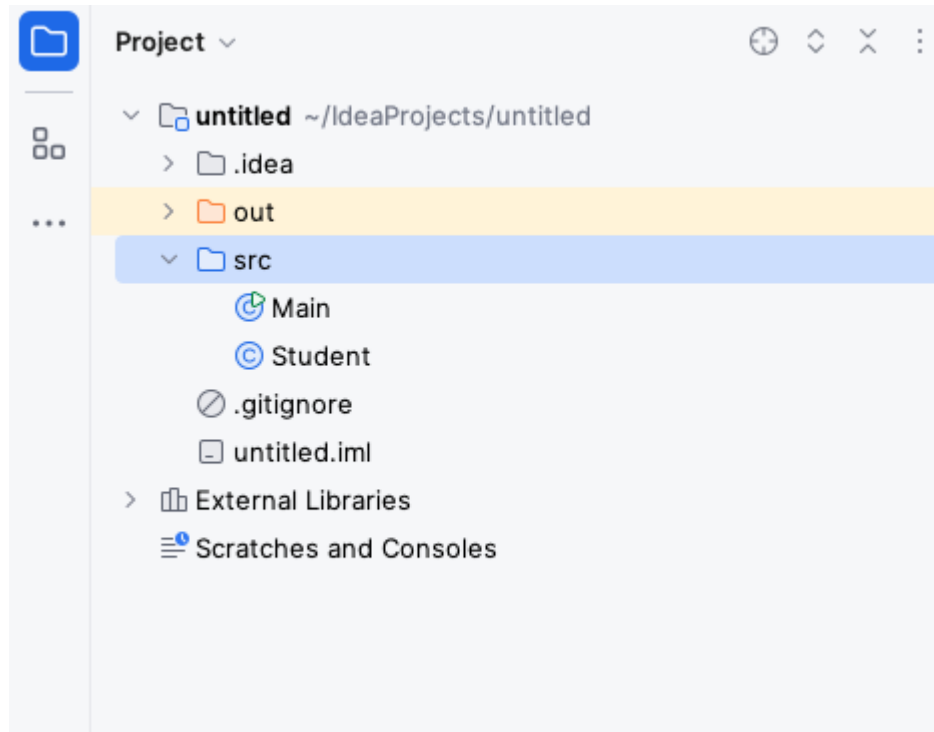 Project
untitled ~/IdeaProjects/untitled
.idea
out
src
Main
Student
.gitignore
untitled.iml
External Libraries
Scratches and Consoles